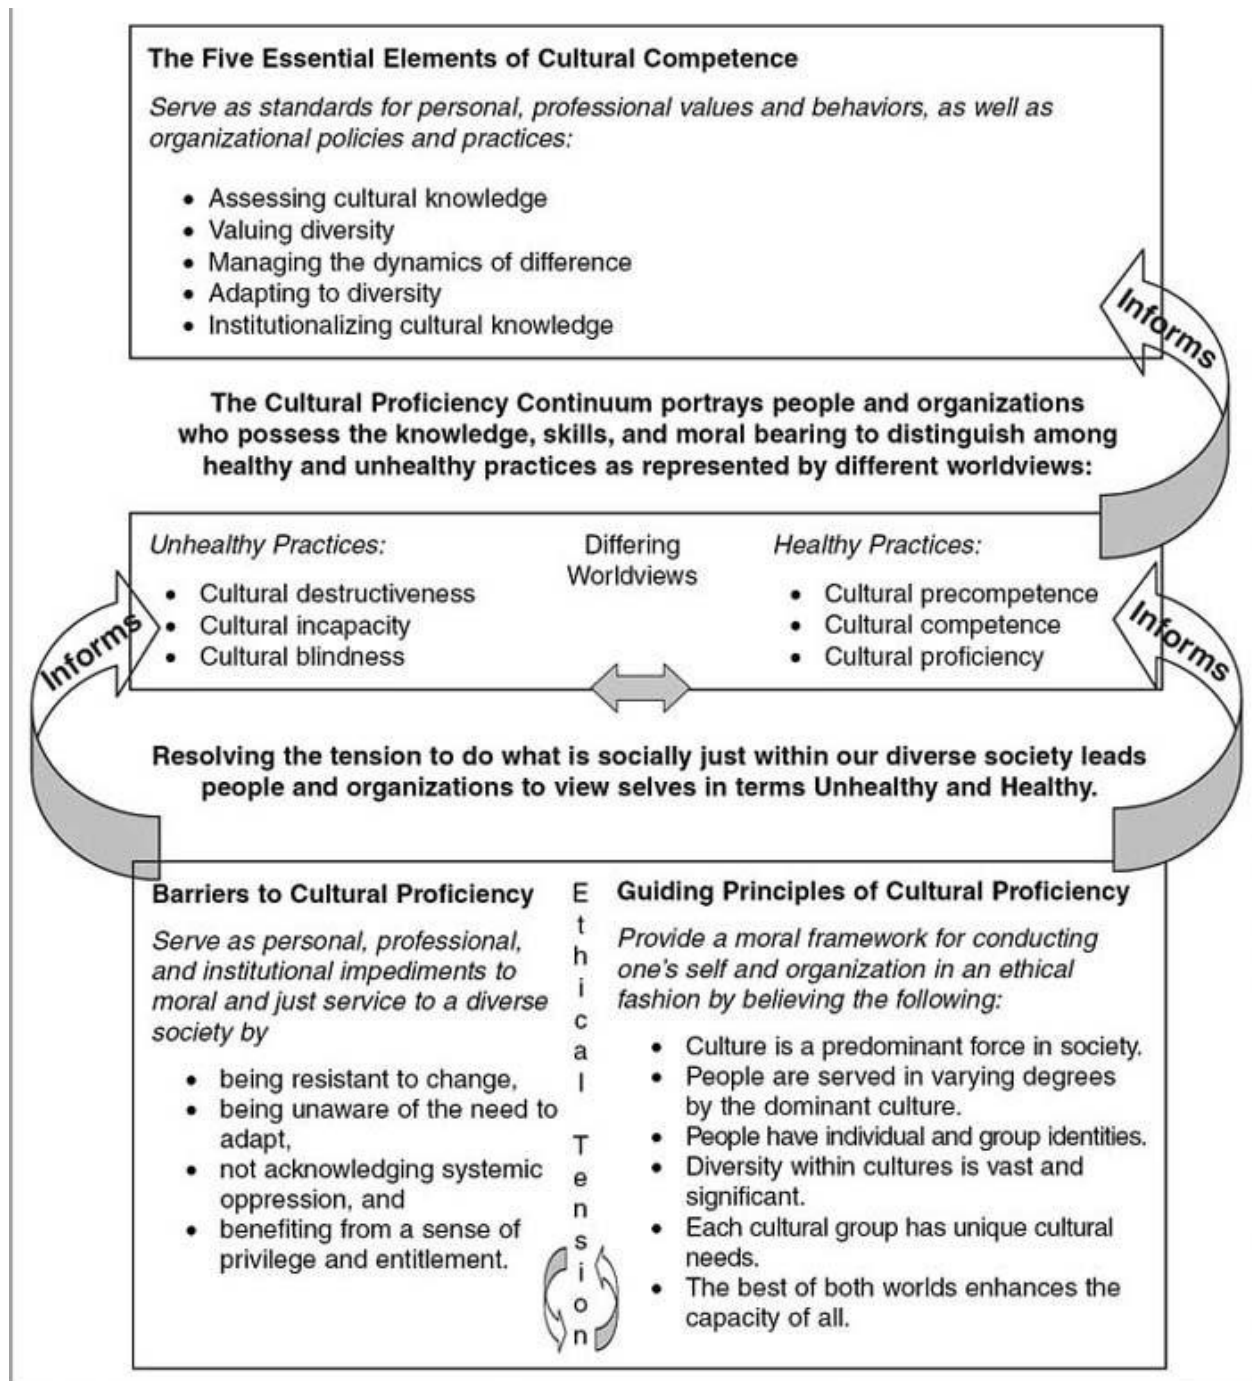 The Five Essential Elements of Cultural Competence
Serve as standards for personal, professional values and behaviors, as well as
organizational policies and practices:
• Assessing cultural knowledge
• Valuing diversity
• Managing the dynamics of difference
• Adapting to diversity
• Institutionalizing cultural knowledge
Informs
The Cultural Proficiency Continuum portrays people and organizations
who possess the knowledge, skills, and moral bearing to distinguish among
healthy and unhealthy practices as represented by different worldviews:
Unhealthy Practices:
• Cultural destructiveness
• Cultural incapacity
• Cultural blindness
Differing
Worldviews
Healthy Practices:
• Cultural precompetence
• Cultural competence
• Cultural proficiency
Informs
Informs
Resolving the tension to do what is socially just within our diverse society leads
people and organizations to view selves in terms Unhealthy and Healthy.
Barriers to Cultural Proficiency
Serve as personal, professional,
and institutional impediments to
moral and just service to a diverse
society by
• being resistant to change,
• being unaware of the need to
adapt,
• not acknowledging systemic
oppression, and
• benefiting from a sense of
privilege and entitlement.
Ethical Tension
Guiding Principles of Cultural Proficiency
Provide a moral framework for conducting
one's self and organization in an ethical
fashion by believing the following:
• Culture is a predominant force in society.
• People are served in varying degrees
by the dominant culture.
• People have individual and group identities.
• Diversity within cultures is vast and
significant.
• Each cultural group has unique cultural
needs.
• The best of both worlds enhances the
capacity of all.